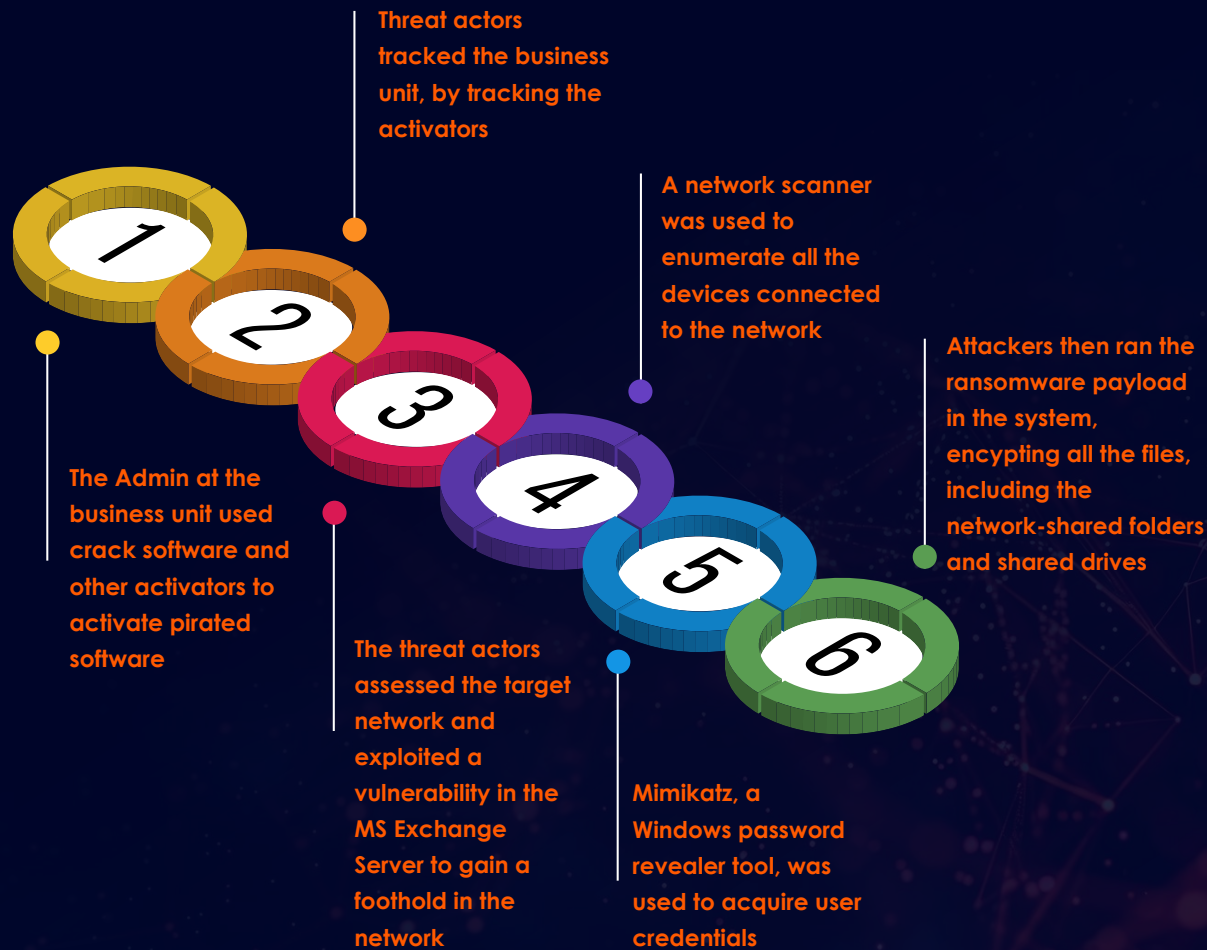 1
The Admin at the
business unit used
crack software and
other activators to
activate pirated
software
2
Threat actors
tracked the business
unit, by tracking the
activators
3
The threat actors
assessed the target
network and
exploited a
vulnerability in the
MS Exchange
Server to gain a
foothold in the
network
4
A network scanner
was used to
enumerate all the
devices connected
to the network
5
Mimikatz, a
Windows password
revealer tool, was
used to acquire user
credentials
6
Attackers then ran the
ransomware payload
in the system,
encypting all the files,
including the
network-shared folders
and shared drives